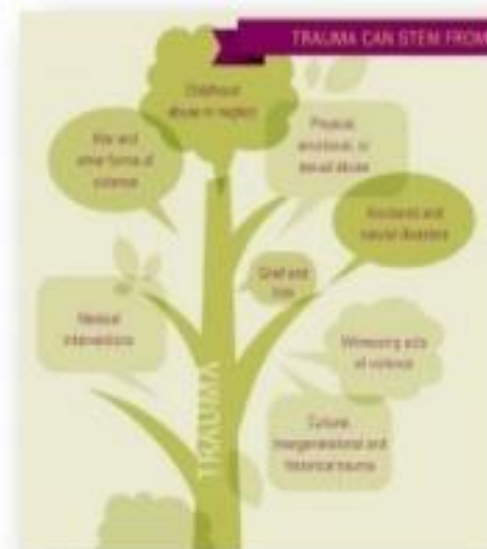 TRAUMA CAN STEM FROM
Childhood
abuse or neglect
Physical,
emotional, or
sexual abuse
War and
other forms of
violence
Accidents and
natural disasters
Grief and
loss
Medical
interventions
Witnessing acts
of violence
Cultural,
intergenerational and
historical trauma
TRAUMA